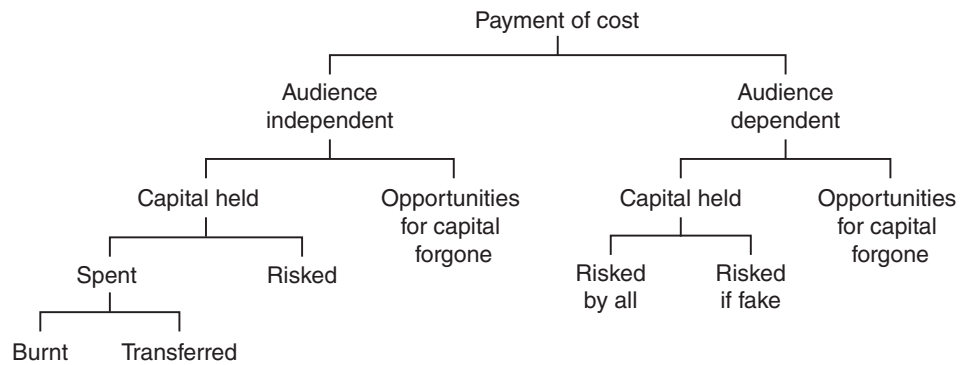 Payment of cost
Audience
independent
Audience
dependent
Capital held
Opportunities
for capital
forgone
Capital held
Opportunities
for capital
forgone
Spent
Risked
Risked
by all
Risked
if fake
Burnt
Transferred